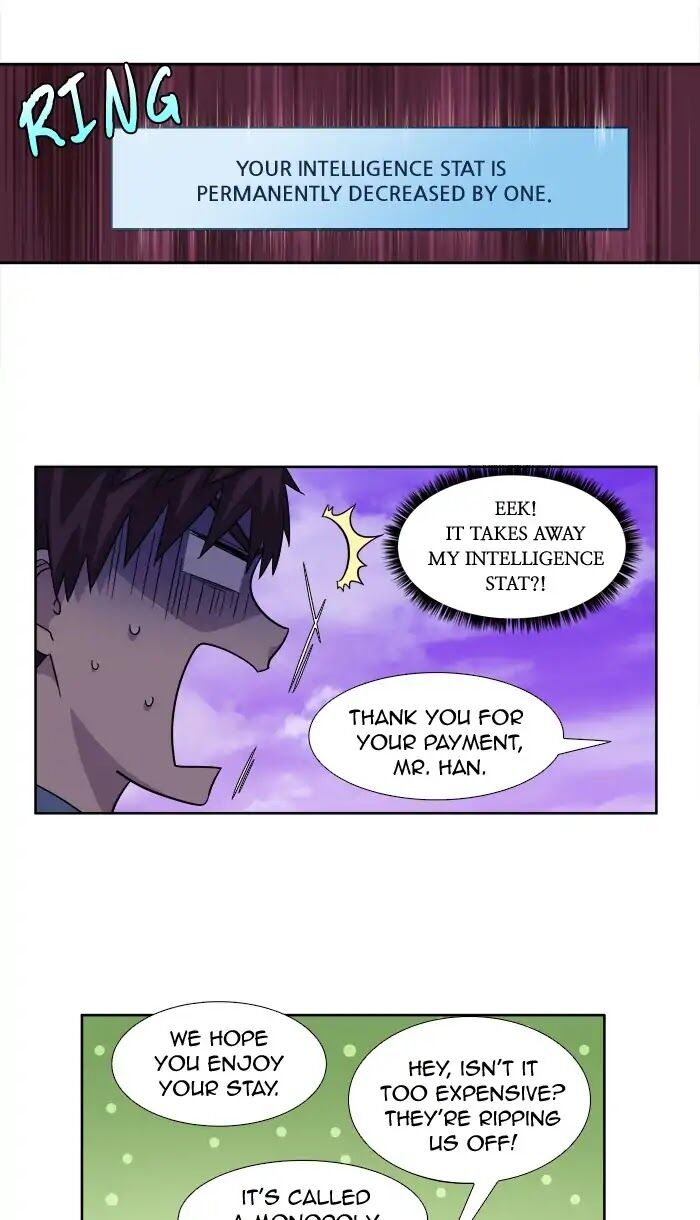 RING
YOUR INTELLIGENCE STAT IS
PERMANENTLY DECREASED BY ONE.
EEK!
IT TAKES AWAY
MY INTELLIGENCE
STAT?!
THANK YOU FOR
YOUR PAYMENT,
MR. HAN.
WE HOPE
YOU ENJOY
YOUR STAY.
HEY, ISN'T IT
TOO EXPENSIVE?
THEY'RE RIPPING
US OFF!
IT'S CALLED
A MONOPOLY